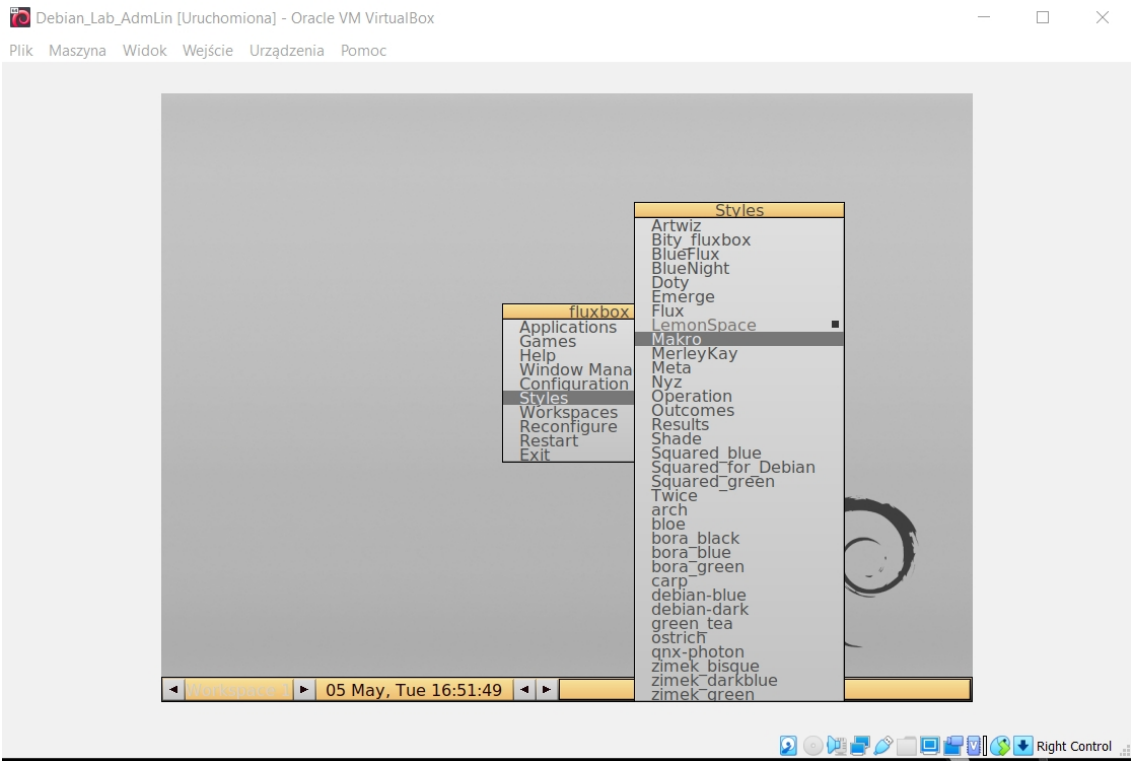 Debian_Lab_AdmLin [Uruchomiona] - Oracle VM VirtualBox
Plik Maszyna Widok Wejście Urządzenia Pomoc
fluxbox
Applications
Games
Help
Window Mana
Configuration
Styles
Workspaces
Reconfigure
Restart
Exit
Styles
Artwiz
Bity_fluxbox
BlueFlux
BlueNight
Doty
Emerge
Flux
LemonSpace
Makro
MerleyKay
Meta
Nyz
Operation
Outcomes
Results
Shade
Squared_blue
Squared_for_Debian
Squared_green
Twice
arch
bloe
bora_black
bora_blue
bora_green
carp
debian-blue
debian-dark
green_tea
ostrich
qnx-photon
zimek_bisque
zimek_darkblue
zimek_green
Workspace 1 05 May, Tue 16:51:49
Right Control